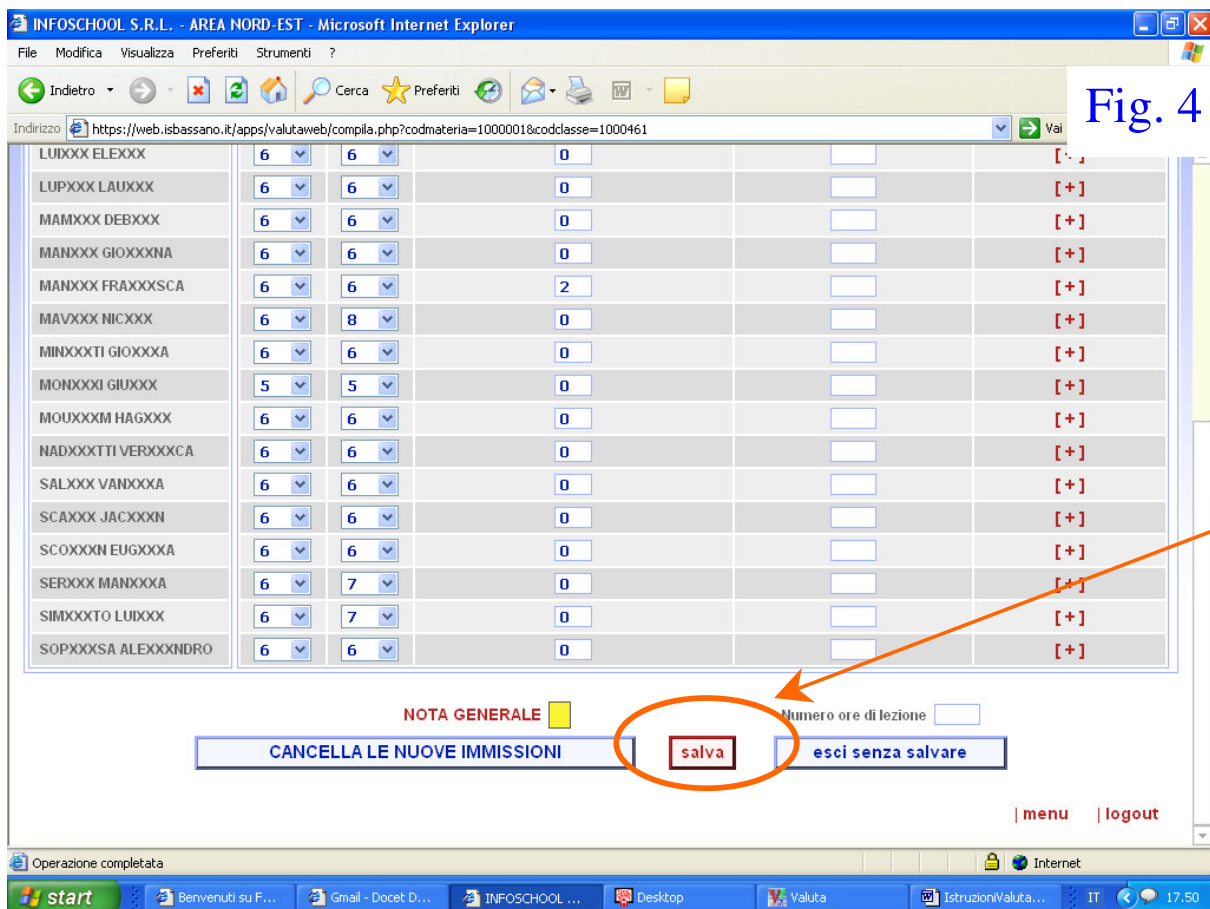 INFOSCHOOL S.R.L. - AREA NORD-EST - Microsoft Internet Explorer
File Modifica Visualizza Preferiti Strumenti ?
Indietro Cerca Preferiti
Fig. 4
Indirizzo https://web.isbassano.it/apps/valutaweb/compila.php?codmateria=1000001&codclasse=1000461 Vai
LUIXXX ELEXXX 6 6 0 [+]
LUPXXX LAUXXX 6 6 0 [+]
MAMXXX DEBXXX 6 6 0 [+]
MANXXX GIOXXXNA 6 6 0 [+]
MANXXX FRAXXXSCA 6 6 2 [+]
MAVXXX NICXXX 6 8 0 [+]
MINXXXTI GIOXXXA 6 6 0 [+]
MONXXXI GIUXXX 5 5 0 [+]
MOUXXXM HAGXXX 6 6 0 [+]
NADXXXTTI VERXXXCA 6 6 0 [+]
SALXXX VANXXXA 6 6 0 [+]
SCAXXX JACXXXN 6 6 0 [+]
SCOXXXN EUGXXXA 6 6 0 [+]
SERXXX MANXXXA 6 7 0 [+]
SIMXXXTO LUIXXX 6 7 0 [+]
SOPXXXSA ALEXXXNDRO 6 6 0 [+]
NOTA GENERALE Numero ore di lezione
CANCELLA LE NUOVE IMMISSIONI salva esci senza salvare
|menu |logout
Operazione completata Internet
start Benvenuti su F... Gmail - Docet D... INFOSCHOOL ... Desktop Valuta IstruzioniValuta... IT 17.50